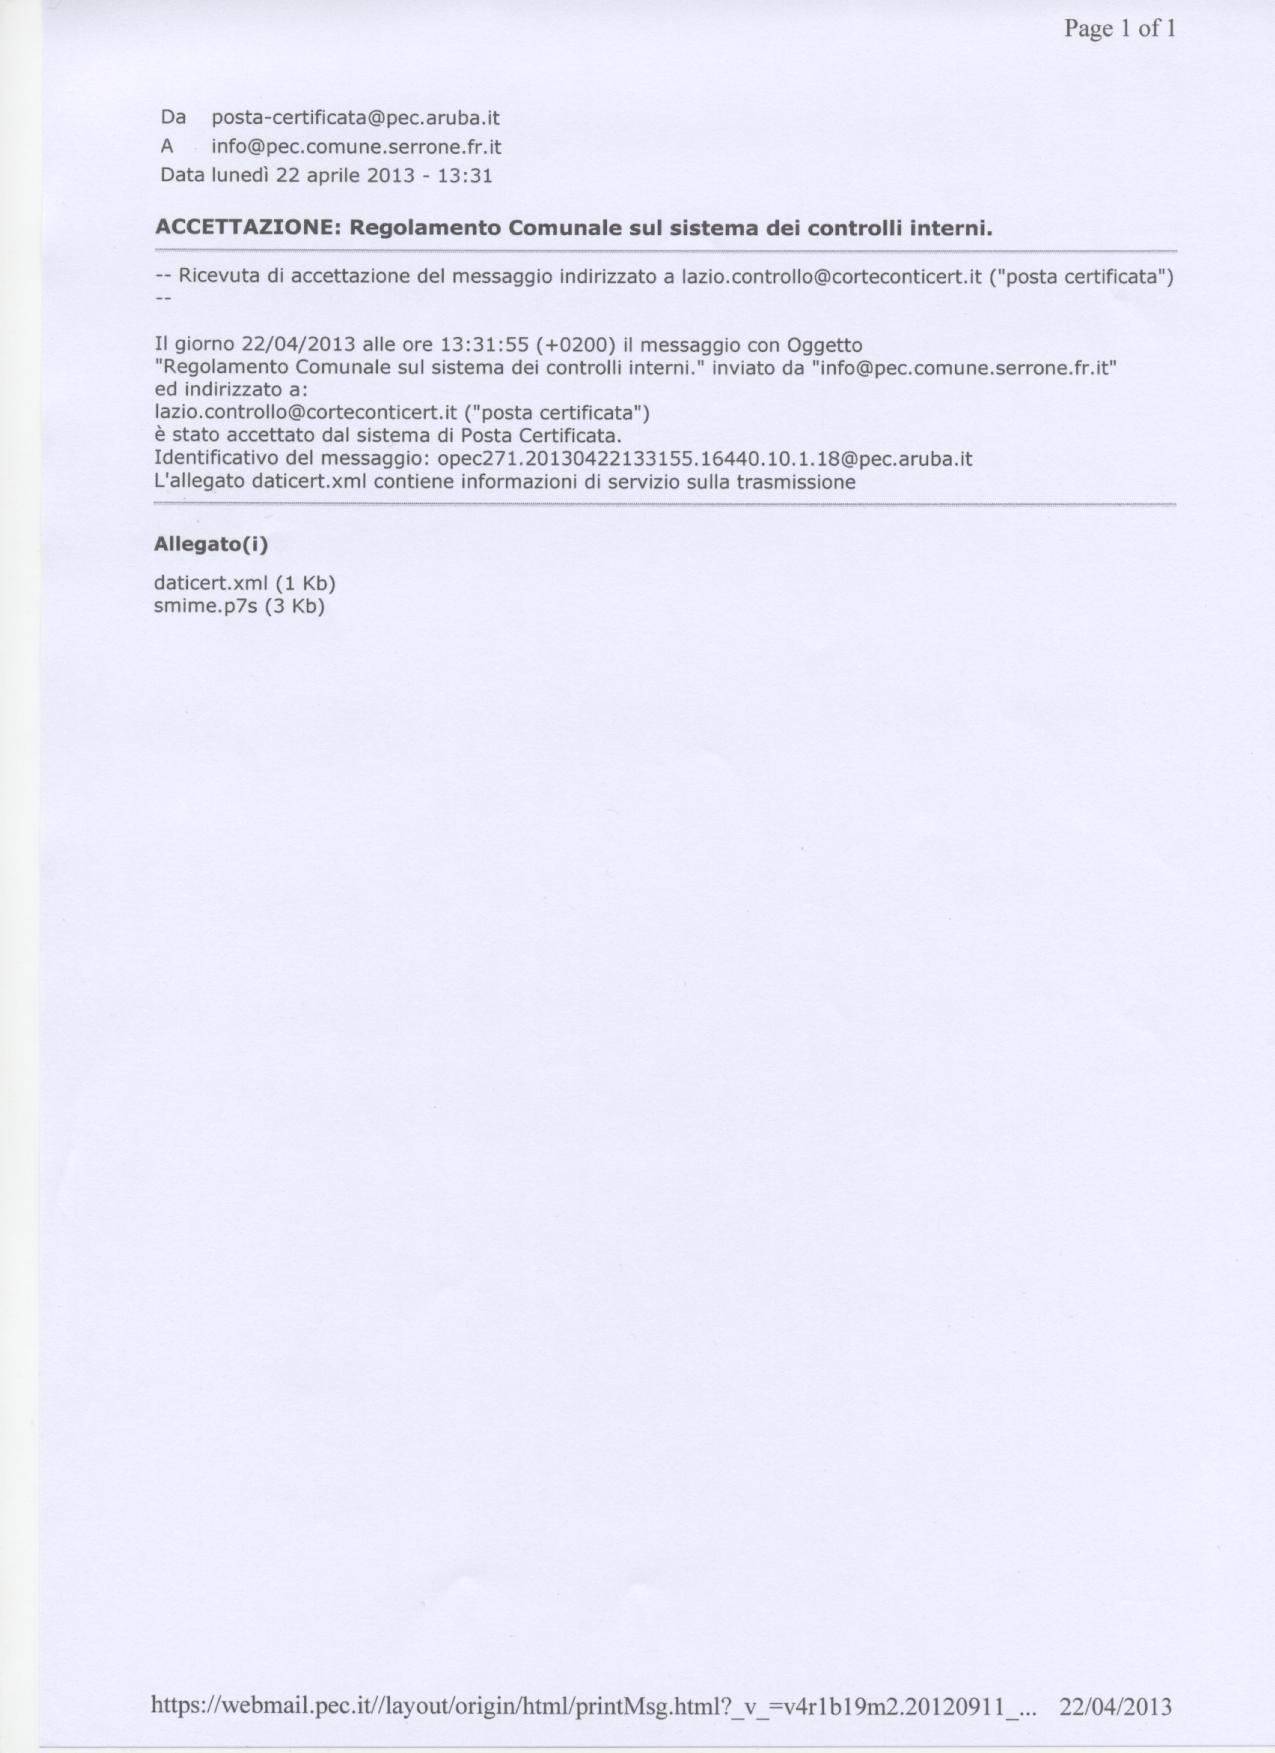 Page 1 of 1
Da posta-certificata@pec.aruba.it
A info@pec.comune.serrone.fr.it
Data lunedì 22 aprile 2013 - 13:31
ACCETTAZIONE: Regolamento Comunale sul sistema dei controlli interni.
-- Ricevuta di accettazione del messaggio indirizzato a lazio.controllo@corteconticert.it ("posta certificata")
--
Il giorno 22/04/2013 alle ore 13:31:55 (+0200) il messaggio con Oggetto
"Regolamento Comunale sul sistema dei controlli interni." inviato da "info@pec.comune.serrone.fr.it"
ed indirizzato a:
lazio.controllo@corteconticert.it ("posta certificata")
è stato accettato dal sistema di Posta Certificata.
Identificativo del messaggio: opec271.20130422133155.16440.10.1.18@pec.aruba.it
L'allegato daticert.xml contiene informazioni di servizio sulla trasmissione
Allegato(i)
daticert.xml (1 Kb)
smime.p7s (3 Kb)
https://webmail.pec.it//layout/origin/html/printMsg.html?_v_=v4r1b19m2.20120911_... 22/04/2013